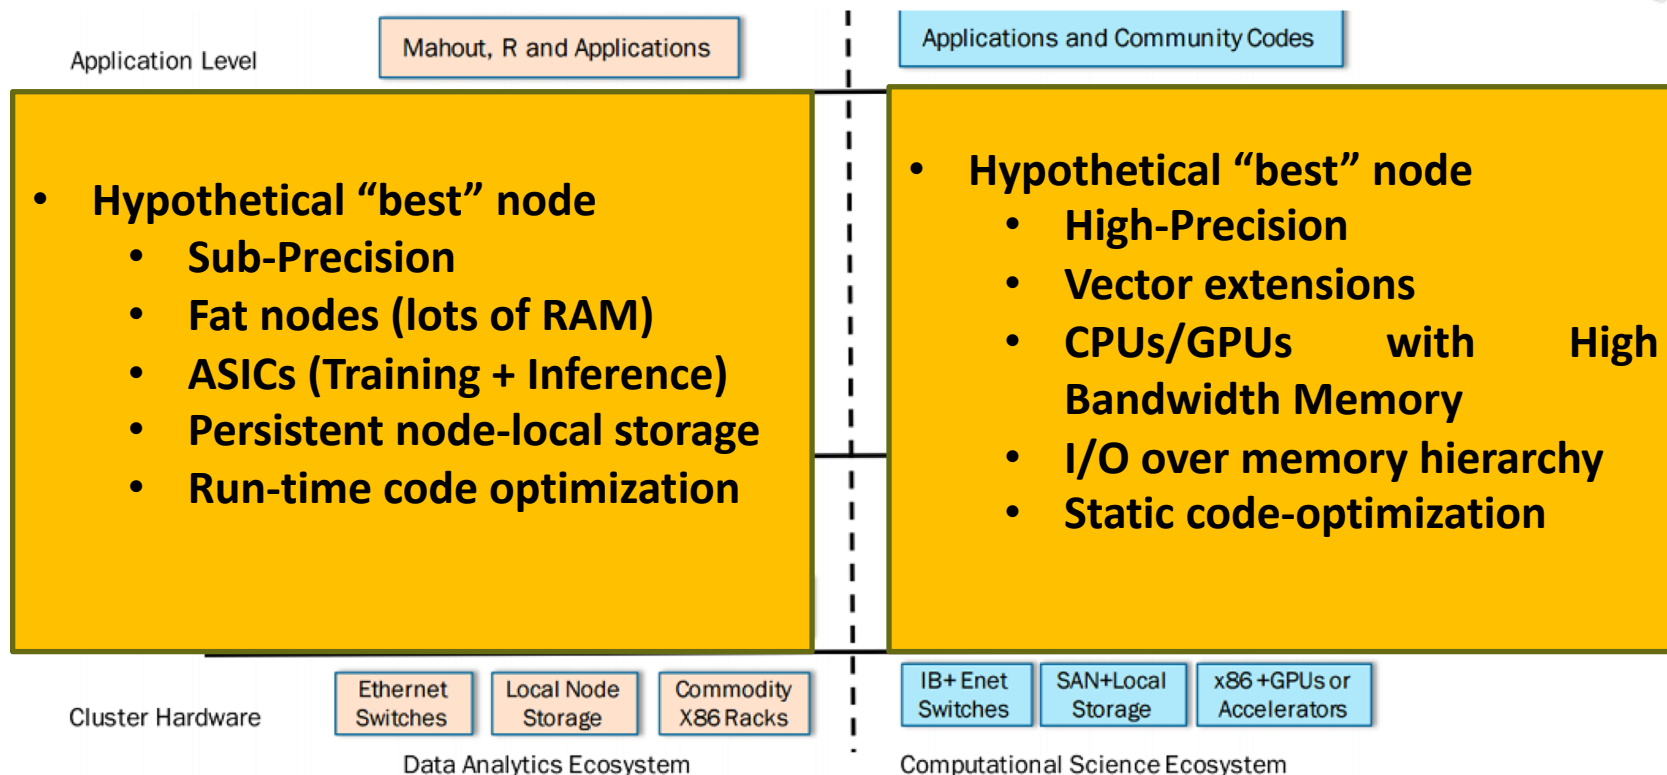 Application Level
Mahout, R and Applications
Applications and Community Codes
• Hypothetical “best” node
• Sub-Precision
• Fat nodes (lots of RAM)
• ASICs (Training + Inference)
• Persistent node-local storage
• Run-time code optimization
• Hypothetical “best” node
• High-Precision
• Vector extensions
• CPUs/GPUs with High
Bandwidth Memory
• I/O over memory hierarchy
• Static code-optimization
Cluster Hardware
Ethernet
Switches
Local Node
Storage
Commodity
X86 Racks
IB+ Enet
Switches
SAN+Local
Storage
x86 +GPUs or
Accelerators
Data Analytics Ecosystem
Computational Science Ecosystem